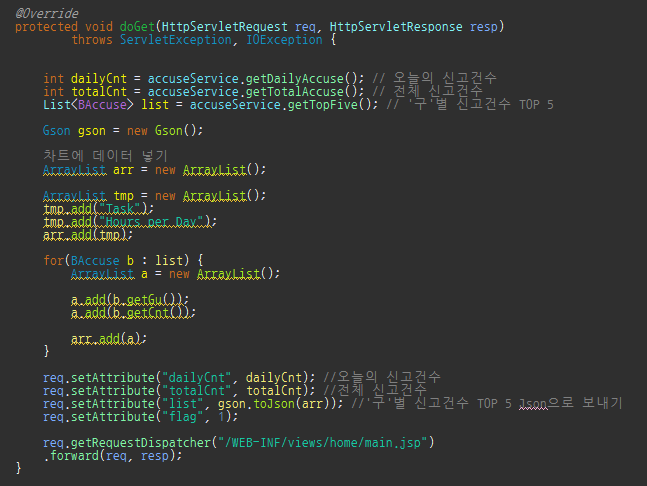 @Override
protected void doGet(HttpServletRequest req, HttpServletResponse resp)
throws ServletException, IOException {
int dailyCnt = accuseService.getDailyAccuse(); // 오늘의 신고건수
int totalCnt = accuseService.getTotalAccuse(); // 전체 신고건수
List<BAccuse> list = accuseService.getTopFive(); // '구'별 신고건수 TOP 5
Gson gson = new Gson();
차트에 데이터 넣기
ArrayList arr = new ArrayList();
ArrayList tmp = new ArrayList();
tmp.add("Task");
tmp.add("Hours per Day");
arr.add(tmp);
for(BAccuse b : list) {
ArrayList a = new ArrayList();
a.add(b.getGu());
a.add(b.getCnt());
arr.add(a);
}
req.setAttribute("dailyCnt", dailyCnt); //오늘의 신고건수
req.setAttribute("totalCnt", totalCnt); //전체 신고건수
req.setAttribute("list", gson.toJson(arr)); //'구'별 신고건수 TOP 5 Json으로 보내기
req.setAttribute("flag", 1);
req.getRequestDispatcher("/WEB-INF/views/home/main.jsp")
.forward(req, resp);
}